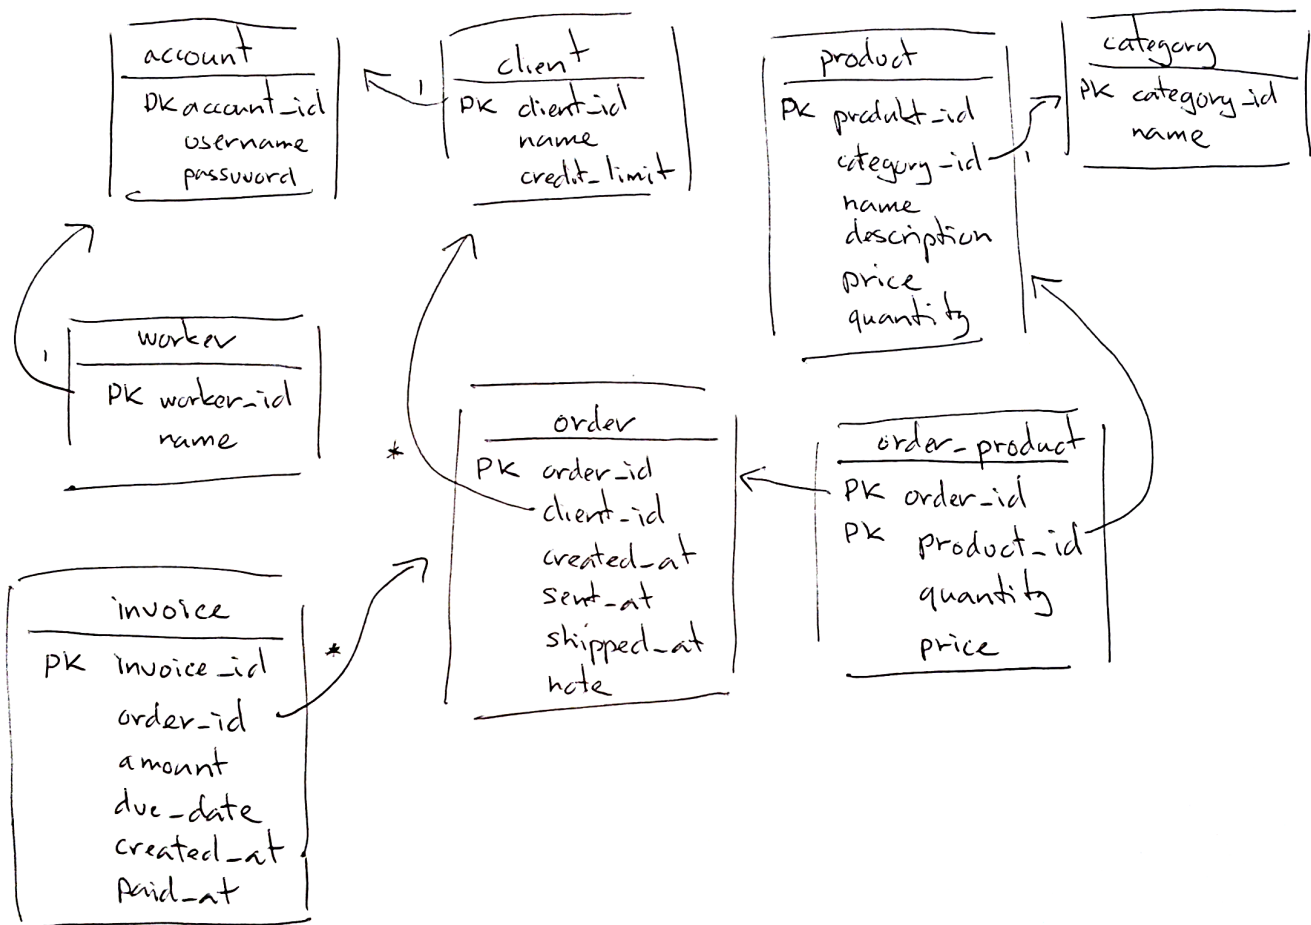 account
PK account_id
username
password
1
client
PK client_id
name
credit_limit
product
PK produkt_id
category_id
name
description
price
quantity
1
category
PK category_id
name
1
worker
PK worker_id
name
*
order
PK order_id
client_id
created_at
sent_at
shipped_at
note
order_product
PK order_id
PK product_id
quantity
price
invoice
PK invoice_id
order_id
amount
due_date
created_at
paid_at
*